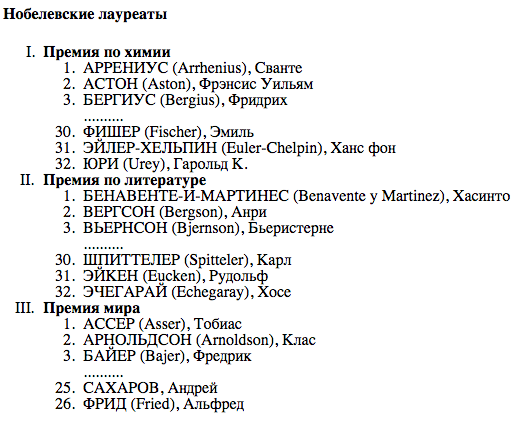 Нобелевские лауреаты
I. Премия по химии
1. АРРЕНИУС (Arrhenius), Сванте
2. АСТОН (Aston), Фрэнсис Уильям
3. БЕРГИУС (Bergius), Фридрих
..........
30. ФИШЕР (Fischer), Эмиль
31. ЭЙЛЕР-ХЕЛЬПИН (Euler-Chelpin), Ханс фон
32. ЮРИ (Urey), Гарольд К.
II. Премия по литературе
1. БЕНАВЕНТЕ-И-МАРТИНЕС (Benavente y Martinez), Хасинто
2. ВЕРГСОН (Bergson), Анри
3. ВЬЕРНСОН (Bjernson), Бьеристерне
..........
30. ШПИТТЕЛЕР (Spitteler), Карл
31. ЭЙКЕН (Eucken), Рудольф
32. ЭЧЕГАРАЙ (Echegaray), Хосе
III. Премия мира
1. АССЕР (Asser), Тобиас
2. АРНОЛЬДСОН (Arnoldson), Клас
3. БАЙЕР (Bajer), Фредрик
..........
25. САХАРОВ, Андрей
26. ФРИД (Fried), Альфред